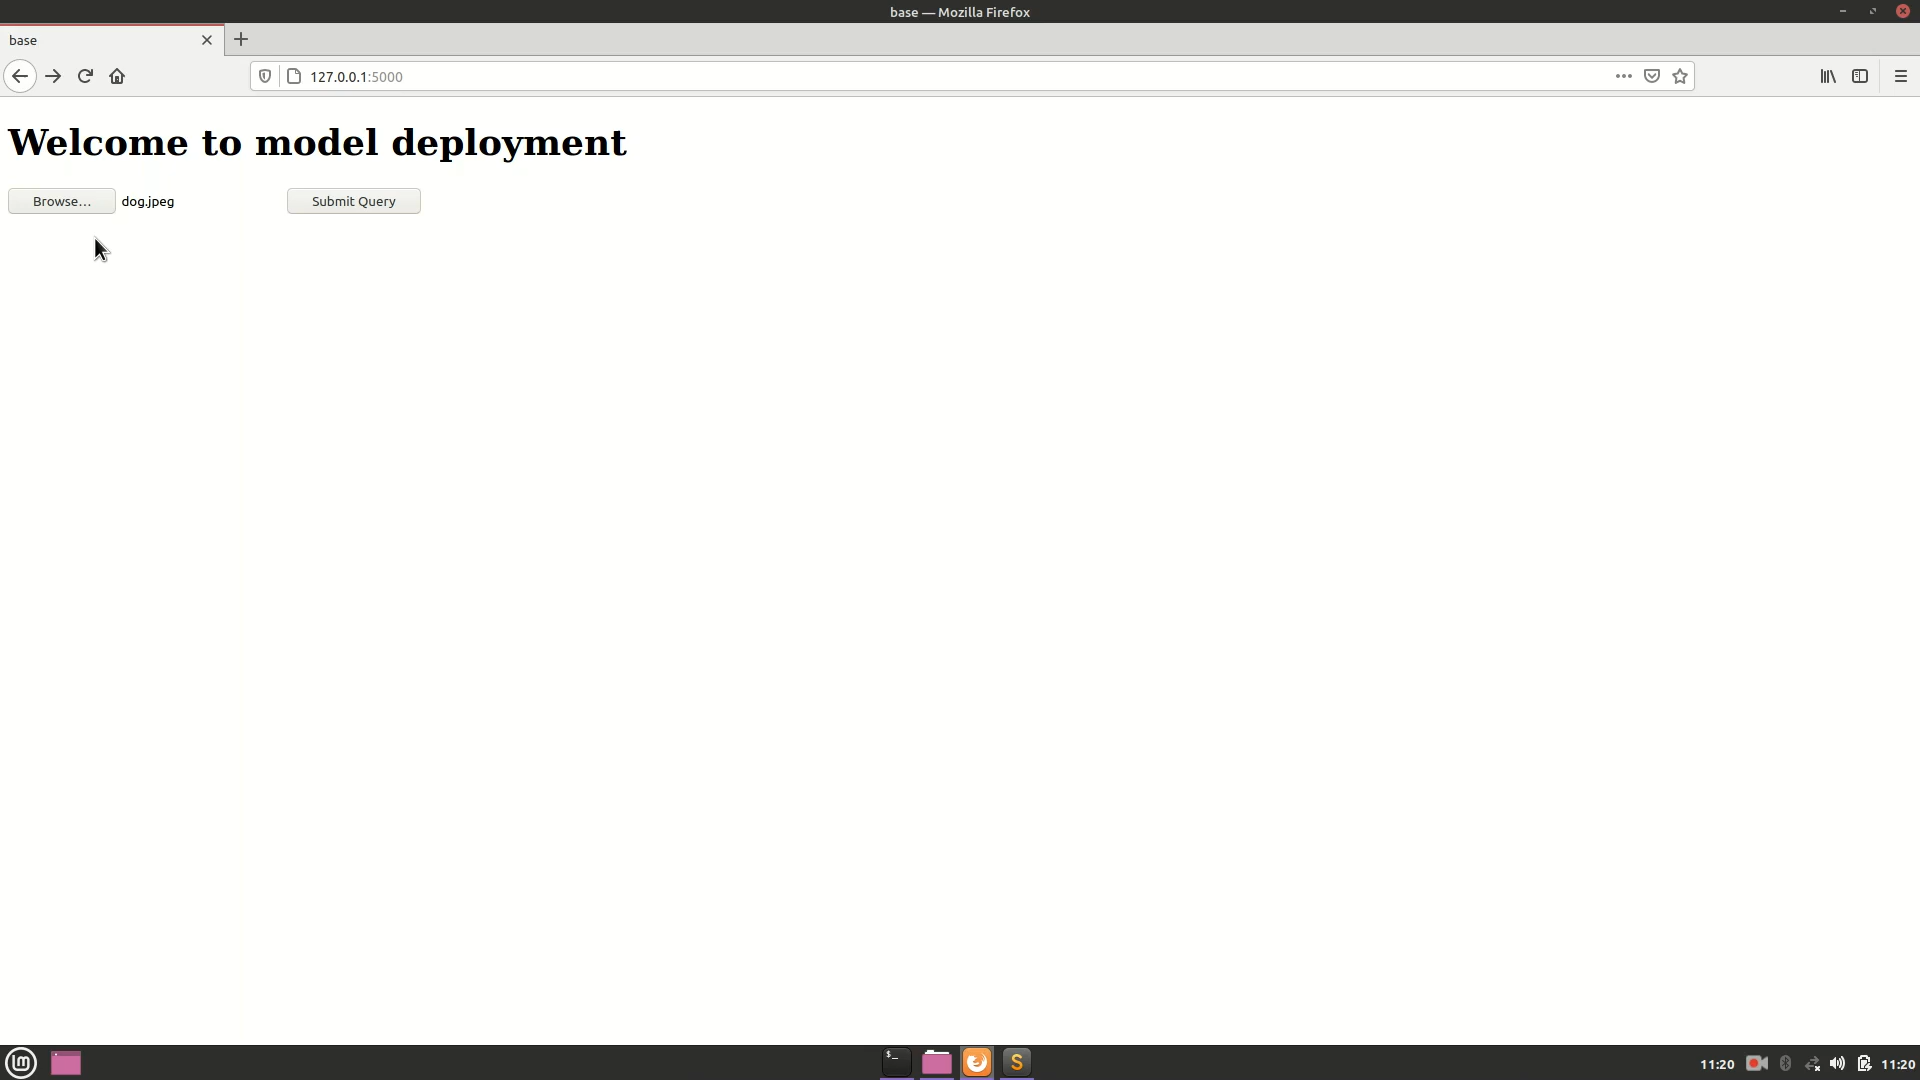 base — Mozilla Firefox
base
127.0.0.1:5000
Welcome to model deployment
Browse…
dog.jpeg
Submit Query
$_
S
11:20
11:20